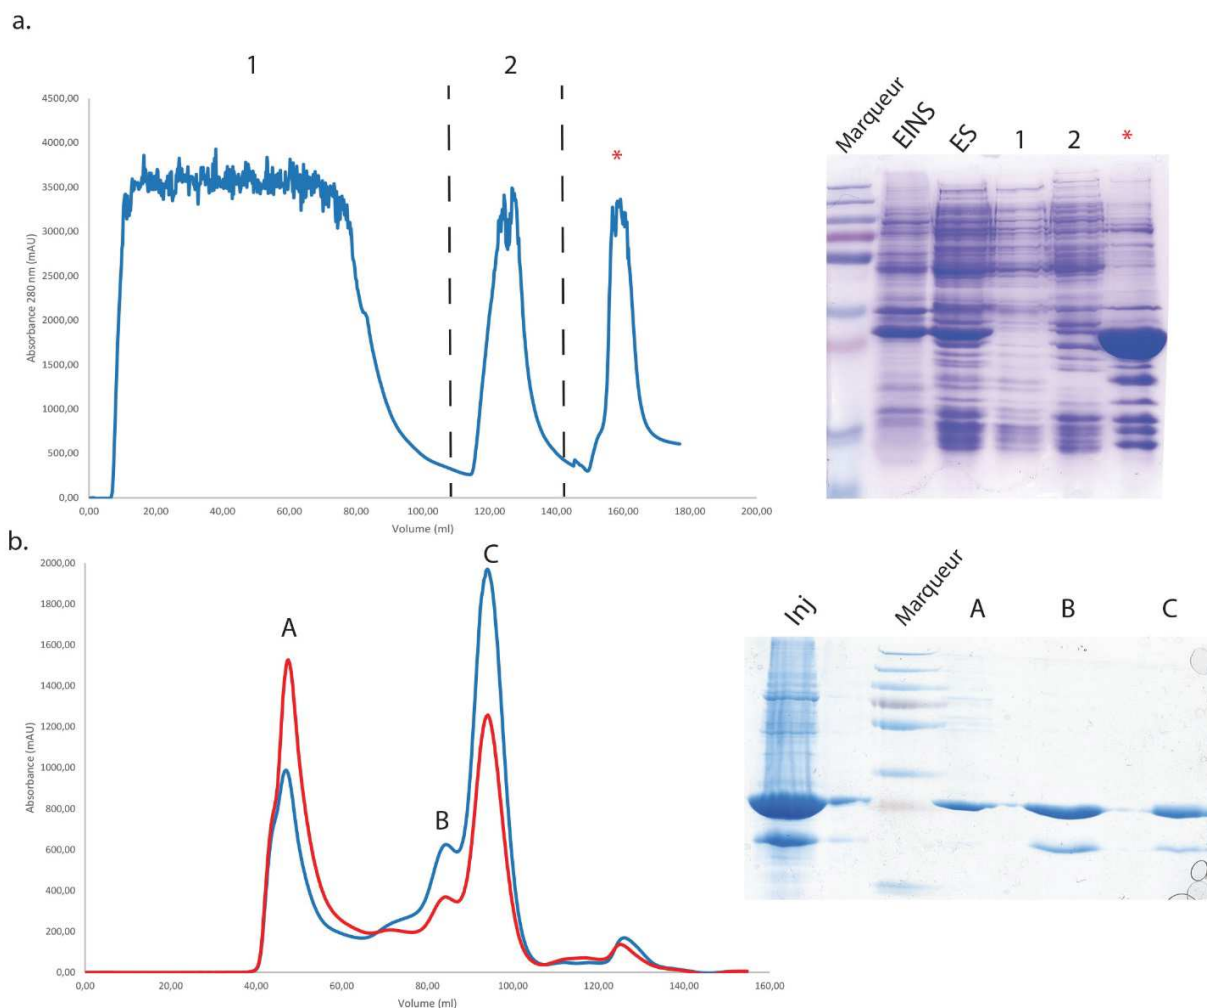 a.
1
2
*
Absorbance 280 nm (mAU)
4500,00
4000,00
3500,00
3000,00
2500,00
2000,00
1500,00
1000,00
500,00
0,00
0,00 20,00 40,00 60,00 80,00 100,00 120,00 140,00 160,00 180,00 200,00
Volume (ml)
Marqueur EINS ES 1 2 *
b.
A
B
C
Absorbance (mAU)
2000,00
1800,00
1600,00
1400,00
1200,00
1000,00
800,00
600,00
400,00
200,00
0,00
0,00 20,00 40,00 60,00 80,00 100,00 120,00 140,00 160,00
Volume (ml)
Inj Marqueur A B C